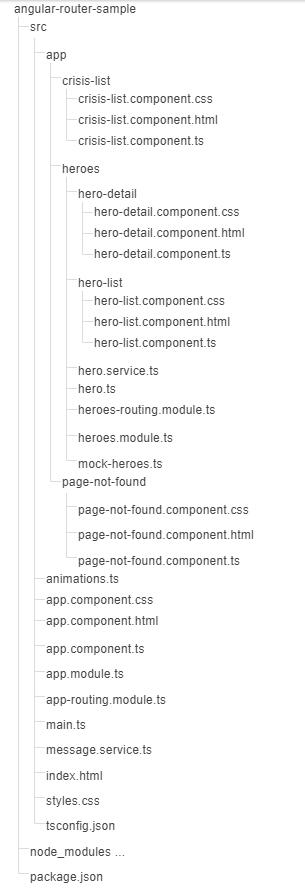 angular-router-sample
src
app
crisis-list
crisis-list.component.css
crisis-list.component.html
crisis-list.component.ts
heroes
hero-detail
hero-detail.component.css
hero-detail.component.html
hero-detail.component.ts
hero-list
hero-list.component.css
hero-list.component.html
hero-list.component.ts
hero.service.ts
hero.ts
heroes-routing.module.ts
heroes.module.ts
mock-heroes.ts
page-not-found
page-not-found.component.css
page-not-found.component.html
page-not-found.component.ts
animations.ts
app.component.css
app.component.html
app.component.ts
app.module.ts
app-routing.module.ts
main.ts
message.service.ts
index.html
styles.css
tsconfig.json
node_modules ...
package.json